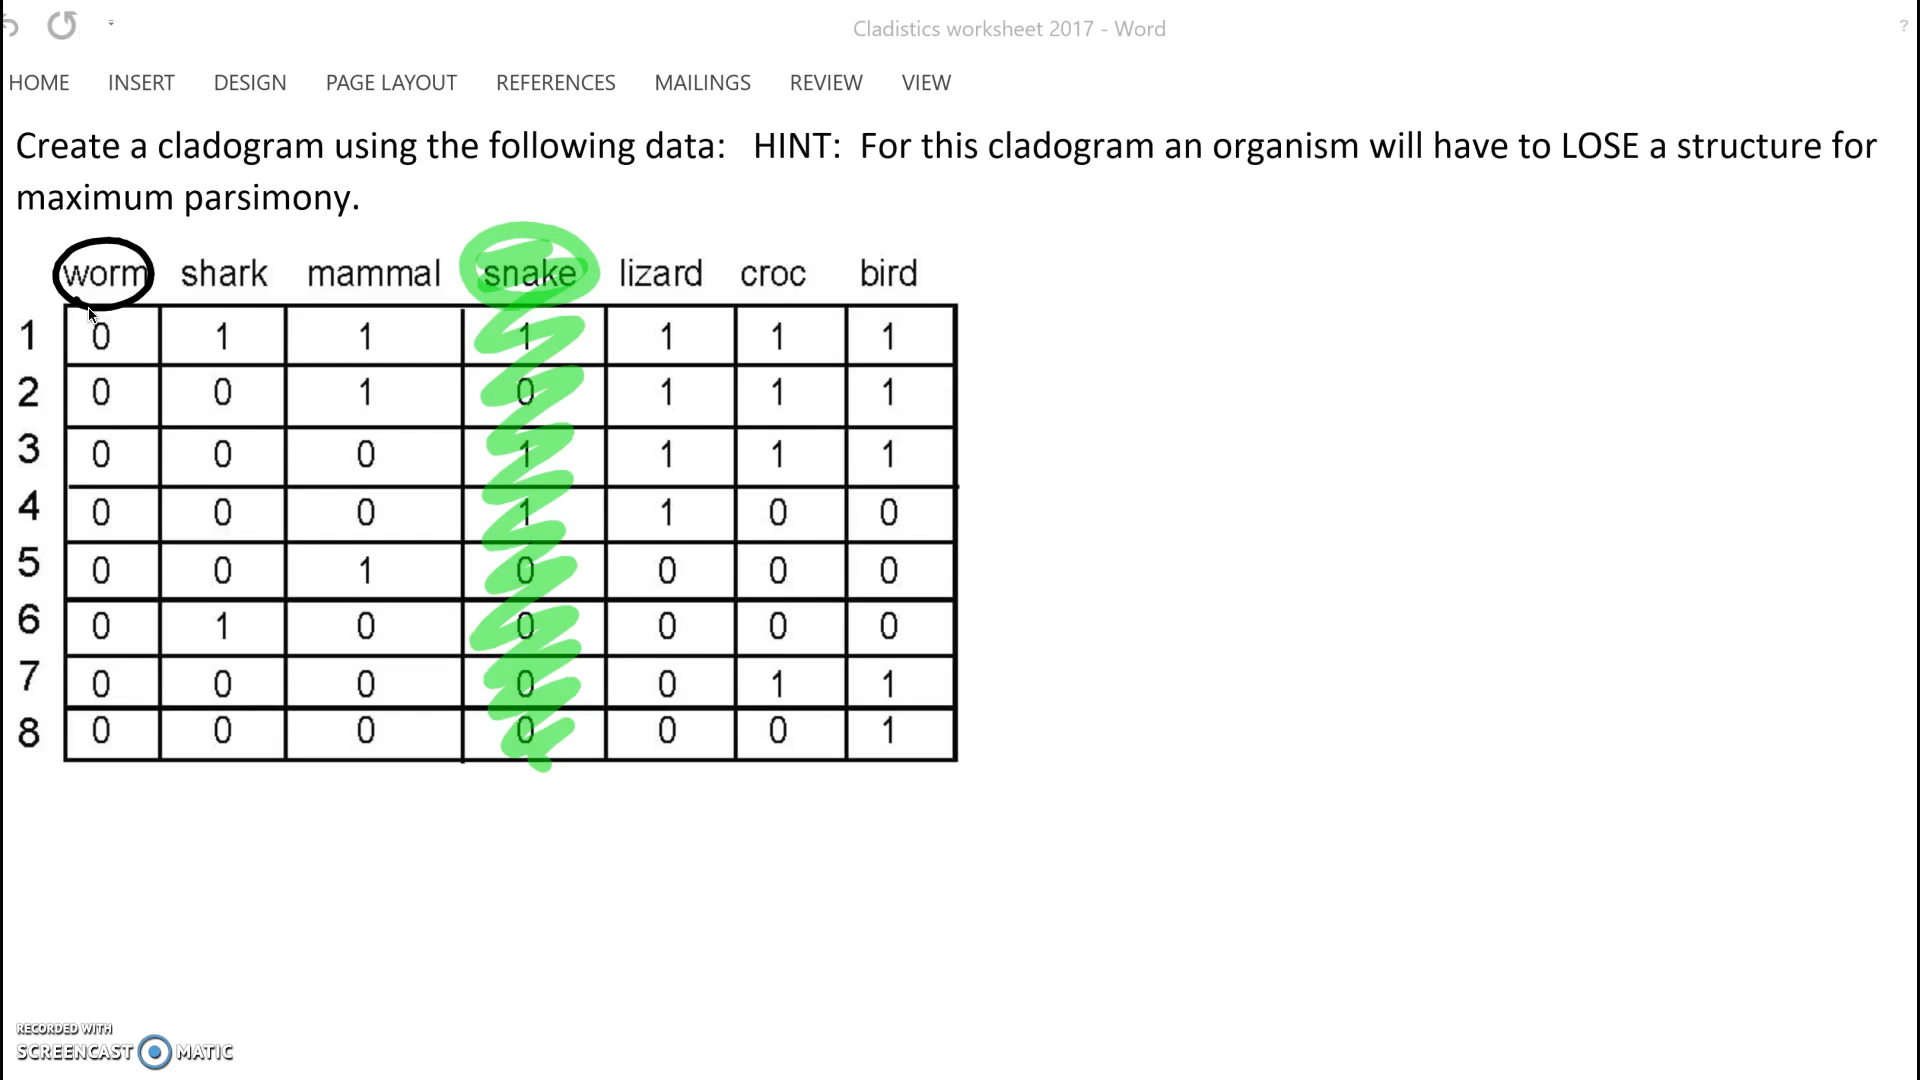 Cladistics worksheet 2017 - Word
?
HOME INSERT DESIGN PAGE LAYOUT REFERENCES MAILINGS REVIEW VIEW
Create a cladogram using the following data: HINT: For this cladogram an organism will have to LOSE a structure for
maximum parsimony.
worm shark mammal snake lizard croc bird
1 0 1 1 1 1 1 1
2 0 0 1 0 1 1 1
3 0 0 0 1 1 1 1
4 0 0 0 1 1 0 0
5 0 0 1 0 0 0 0
6 0 1 0 0 0 0 0
7 0 0 0 0 0 1 1
8 0 0 0 0 0 0 1
RECORDED WITH
SCREENCAST MATIC